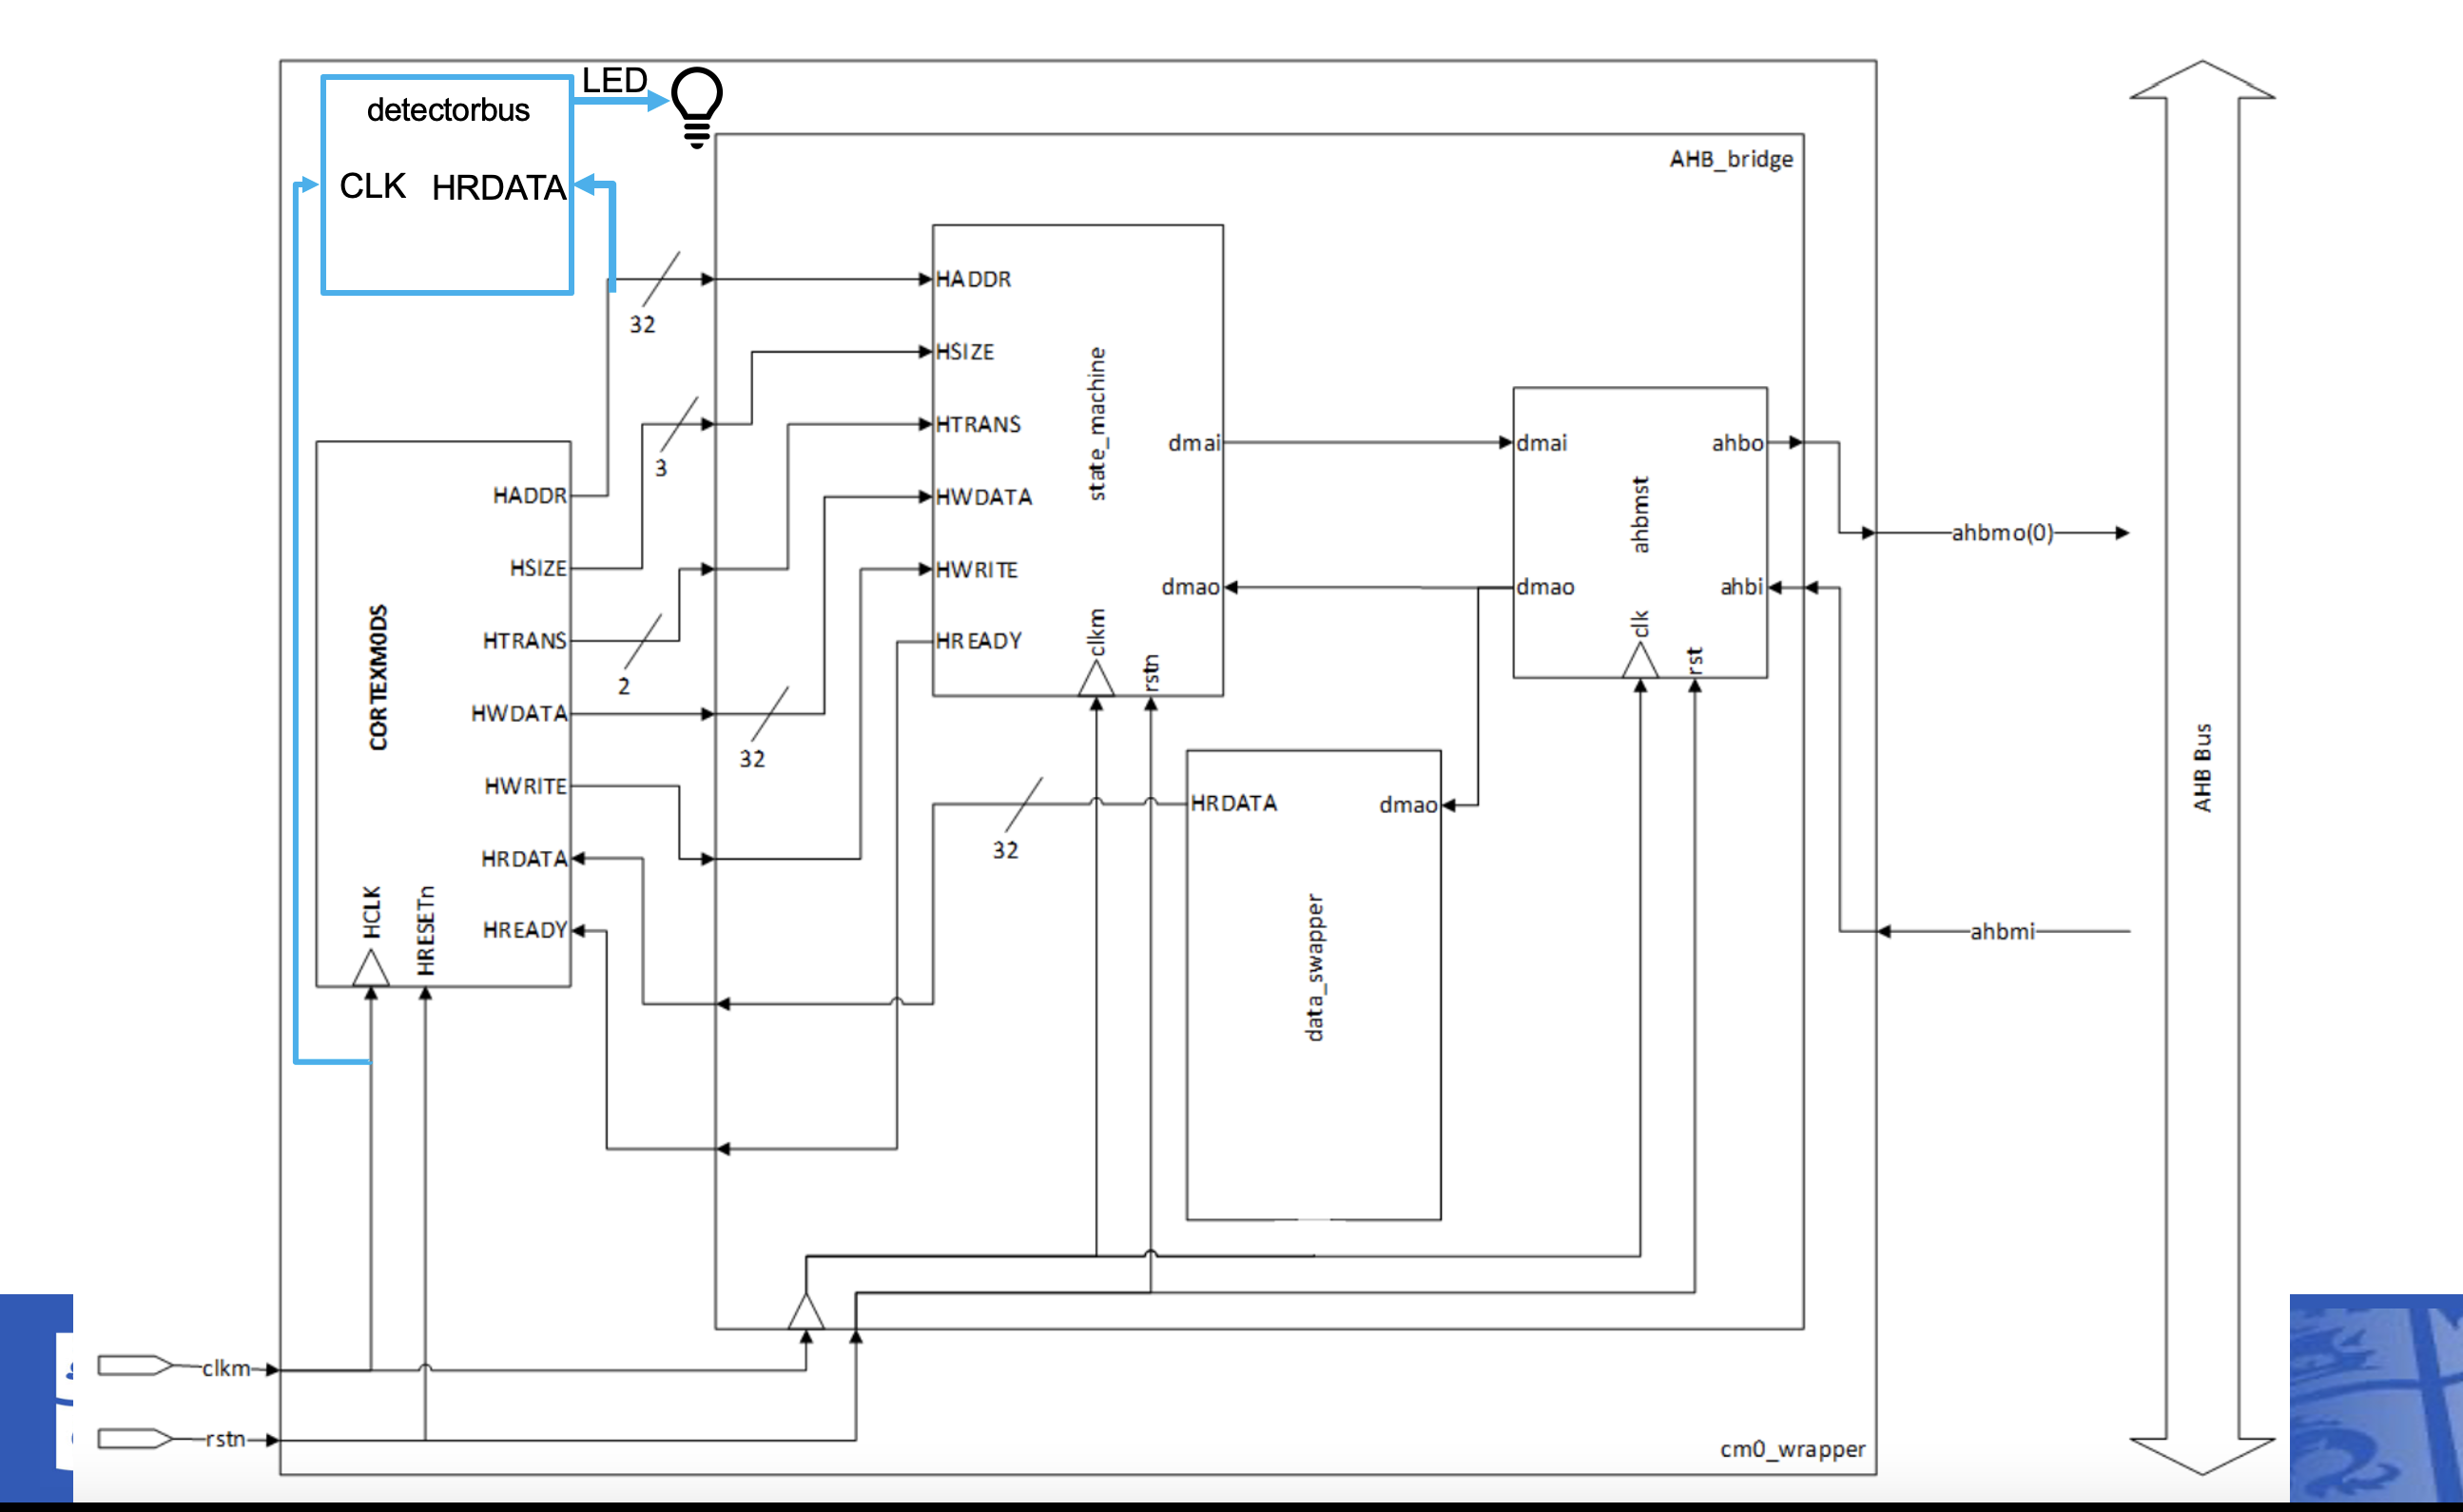 LED
detectorbus
CLK HRDATA
AHB_bridge
32
HADDR
HSIZE
HTRANS
HWDATA
HWRITE
HREADY
state_machine
clkm
rstn
dmai
dmao
3
2
32
CORTEXM0DS
HADDR
HSIZE
HTRANS
HWDATA
HWRITE
HRDATA
HREADY
HCLK
HRESETn
dmai
dmao
ahbmst
ahbo
ahbi
clk
rst
ahbmo(0)
ahbmi
AHB Bus
32
HRDATA
dmao
data_swapper
clkm
rstn
cm0_wrapper